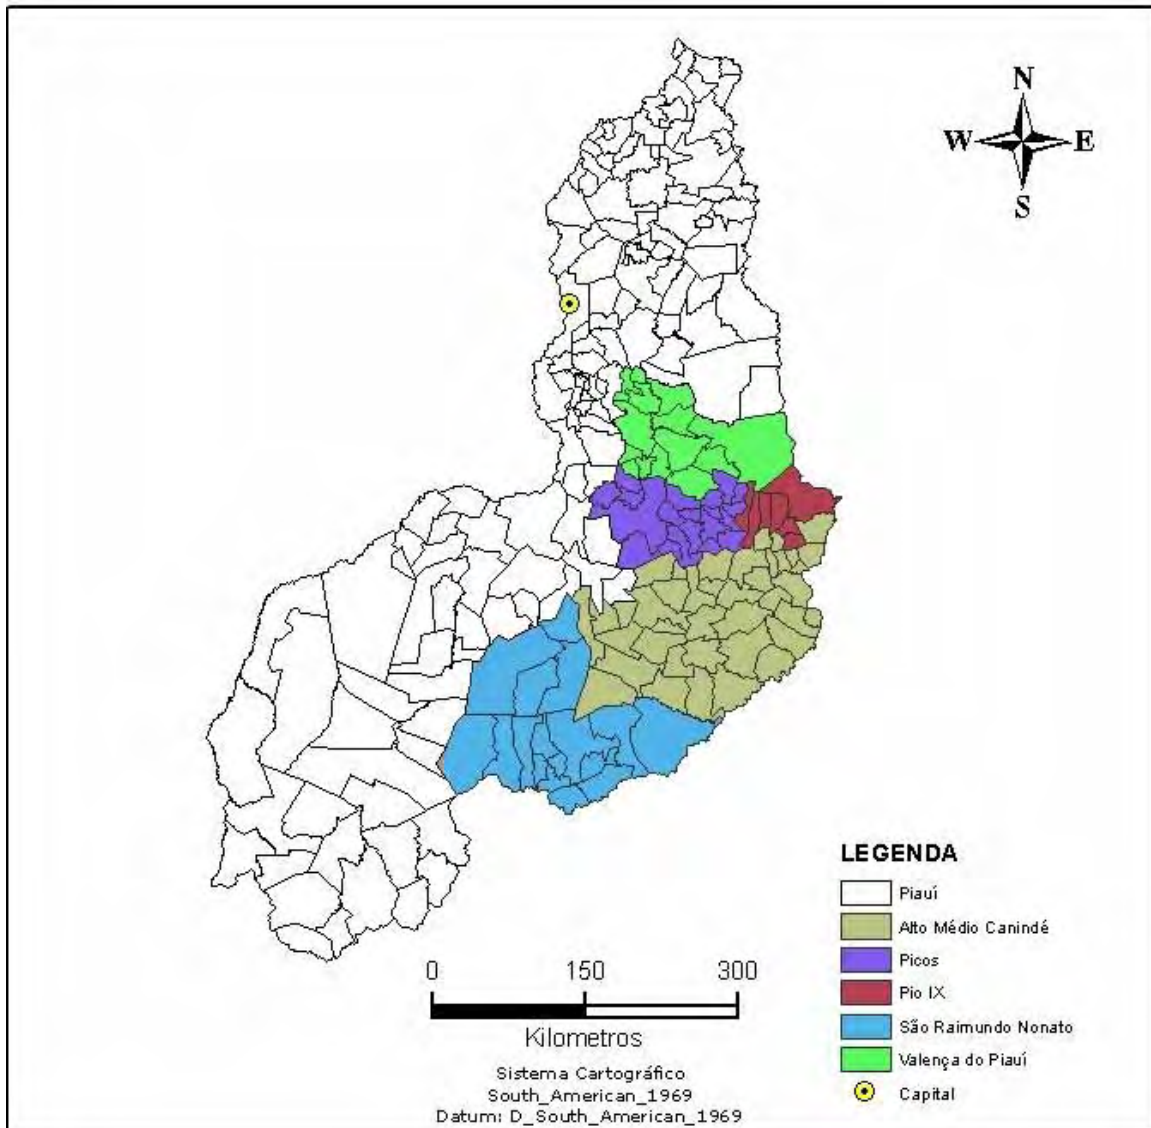 N
W E
S
LEGENDA
Piauí
Alto Médio Canindé
Picos
Pio IX
São Raimundo Nonato
Valença do Piauí
Capital
0 150 300
Kilometros
Sistema Cartográfico
South_American_1969
Datum: D_South_American_1969